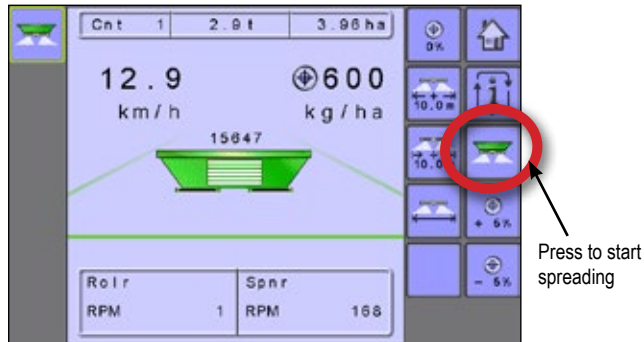 Cnt 1 2.9t 3.96ha
0%
12.9 600
km/h kg/ha
10.0m
15647
10.0
+ 5%
Press to start
spreading
- 5%
Rolr Spnr
RPM 1 RPM 168